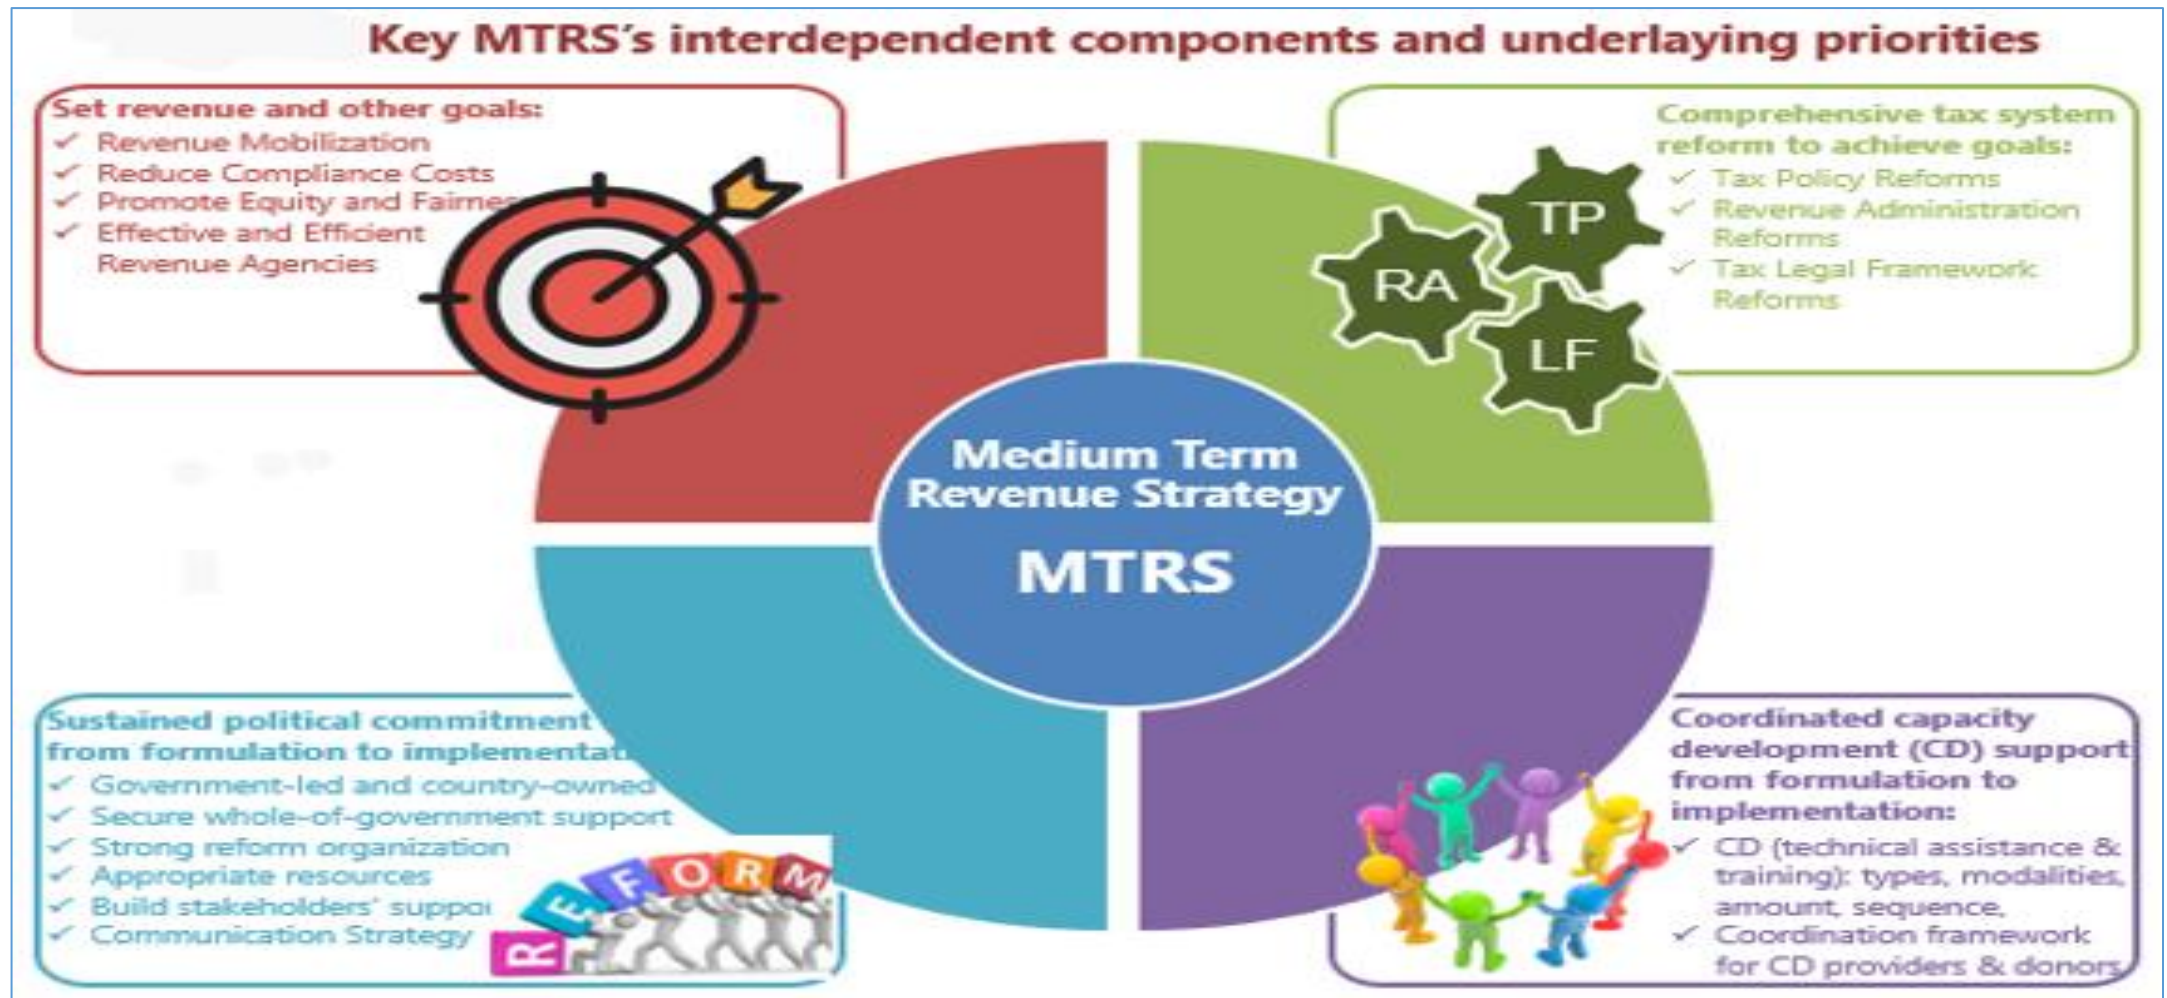 Key MTRS's interdependent components and underlaying priorities
Set revenue and other goals:
✓ Revenue Mobilization
✓ Reduce Compliance Costs
✓ Promote Equity and Fairnes
✓ Effective and Efficient
Revenue Agencies
Comprehensive tax system
reform to achieve goals:
✓ Tax Policy Reforms
✓ Revenue Administration
Reforms
✓ Tax Legal Framework
Reforms
TP
RA
LF
Medium Term
Revenue Strategy
MTRS
Sustained political commitment
from formulation to implementat
✓ Government-led and country-owned
✓ Secure whole-of-government support
✓ Strong reform organization
✓ Appropriate resources
✓ Build stakeholders' suppo
✓ Communication Strategy
REFORM
Coordinated capacity
development (CD) support
from formulation to
implementation:
✓ CD (technical assistance &
training): types, modalities,
amount, sequence,
✓ Coordination framework
for CD providers & donors